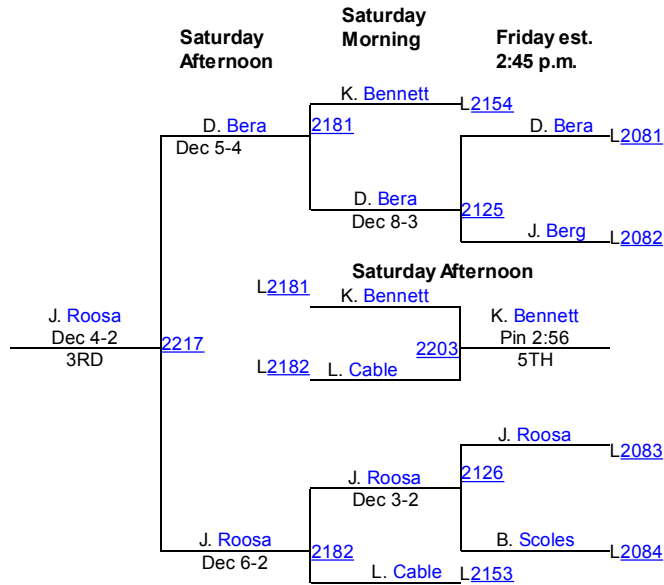 Saturday
Afternoon
Saturday
Morning
Friday est.
2:45 p.m.
K. Bennett
L2154
D. Bera
Dec 5-4
2181
D. Bera
L2081
D. Bera
Dec 8-3
2125
J. Berg
L2082
Saturday Afternoon
L2181
K. Bennett
J. Roosa
Dec 4-2
3RD
2217
2203
K. Bennett
Pin 2:56
5TH
L2182
L. Cable
J. Roosa
L2083
J. Roosa
Dec 3-2
2126
J. Roosa
Dec 6-2
2182
B. Scoles
L2084
L. Cable
L2153